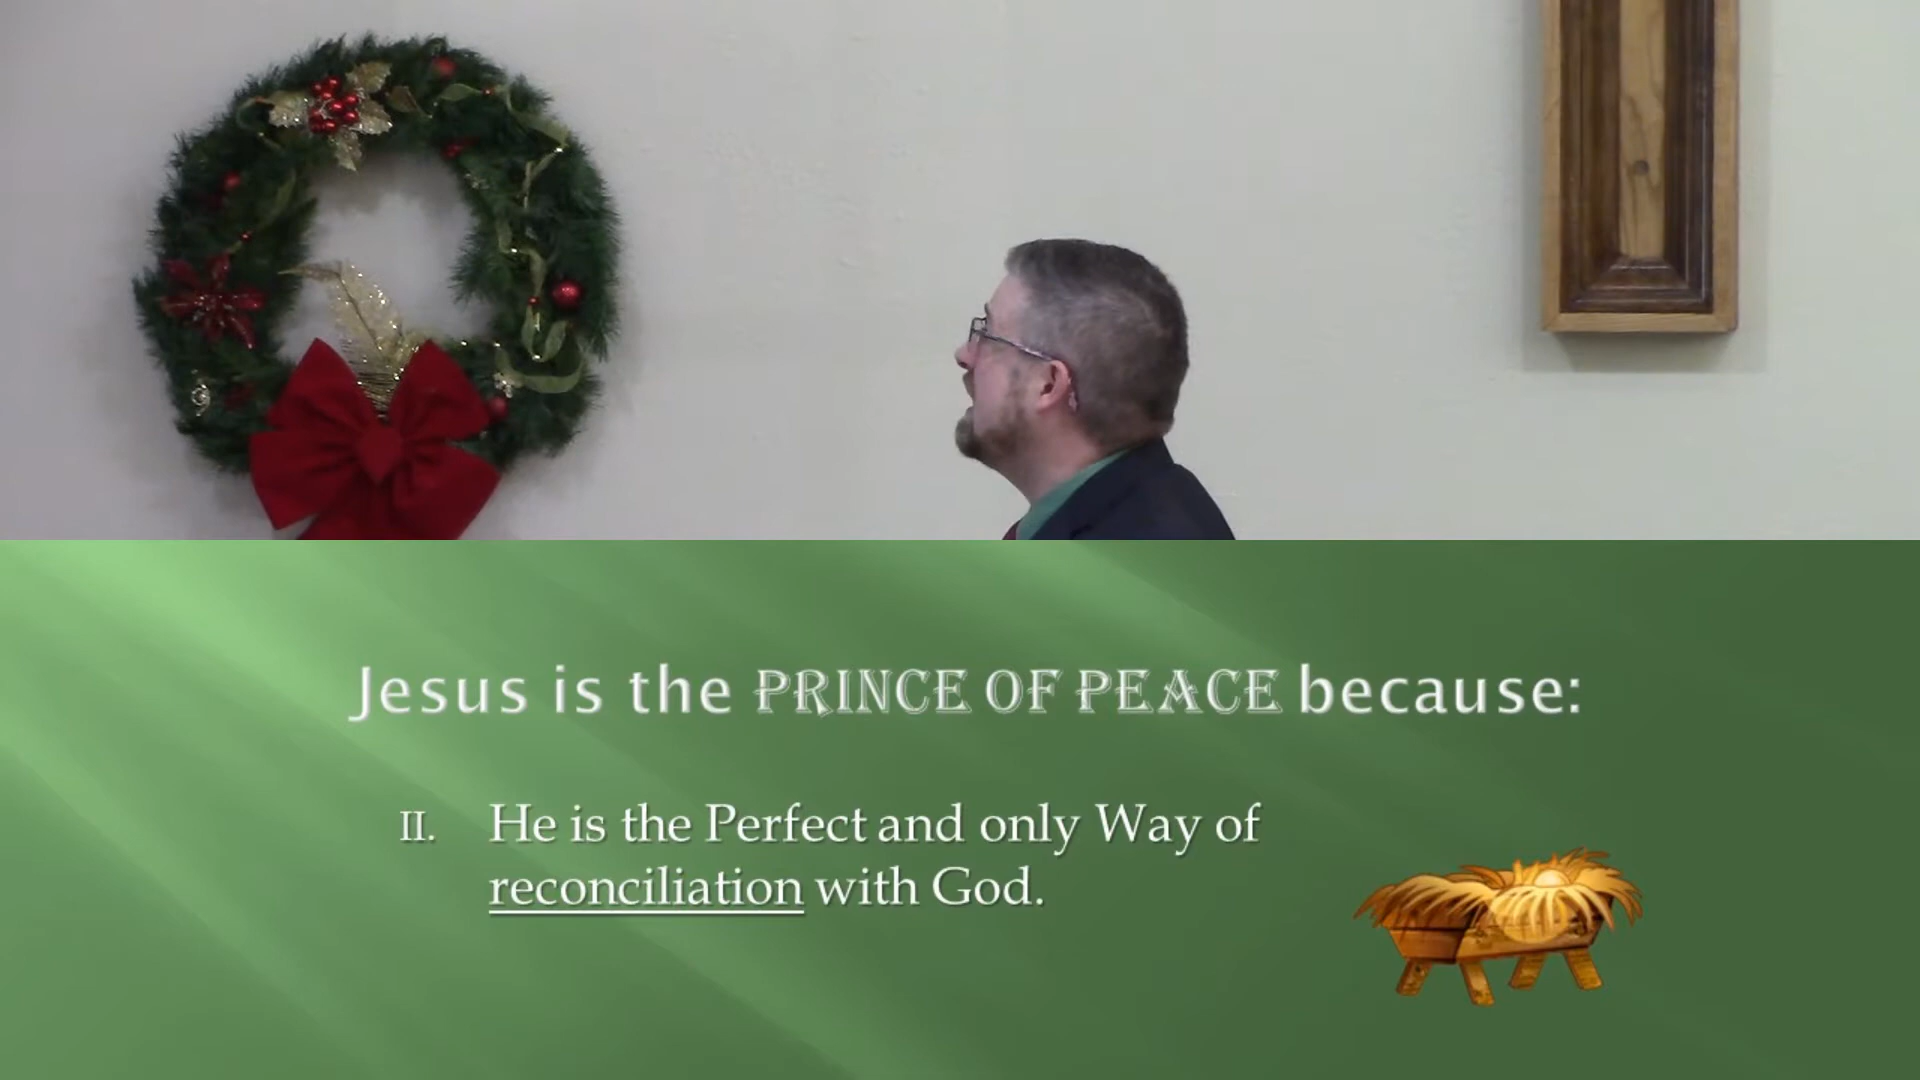 Jesus is the PRINCE OF PEACE because:
II. He is the Perfect and only Way of
reconciliation with God.